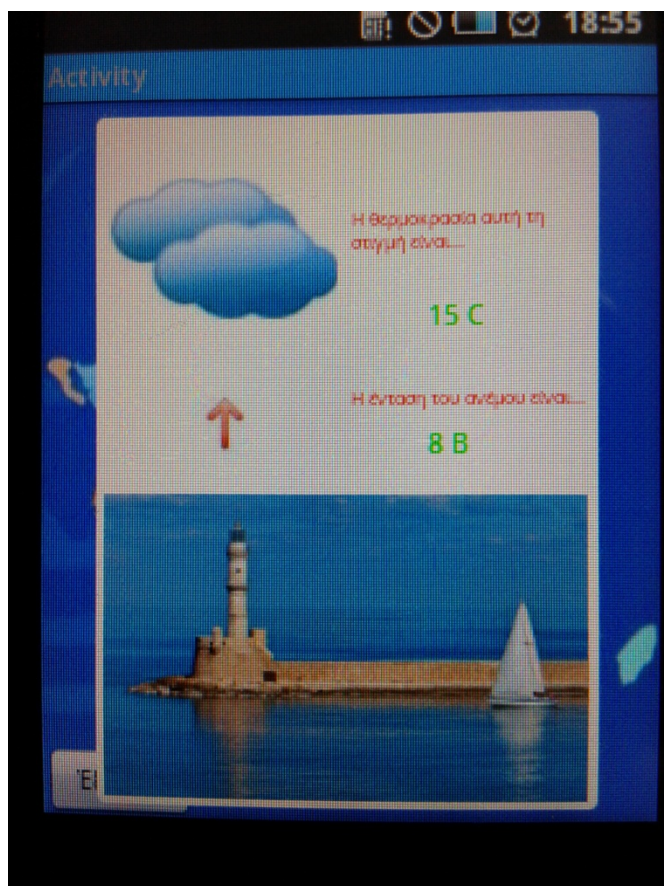 18:55
Activity
Η θερμοκρασία αυτή τη
στιγμή είναι....
15 C
Η ένταση του ανέμου είναι....
8 B